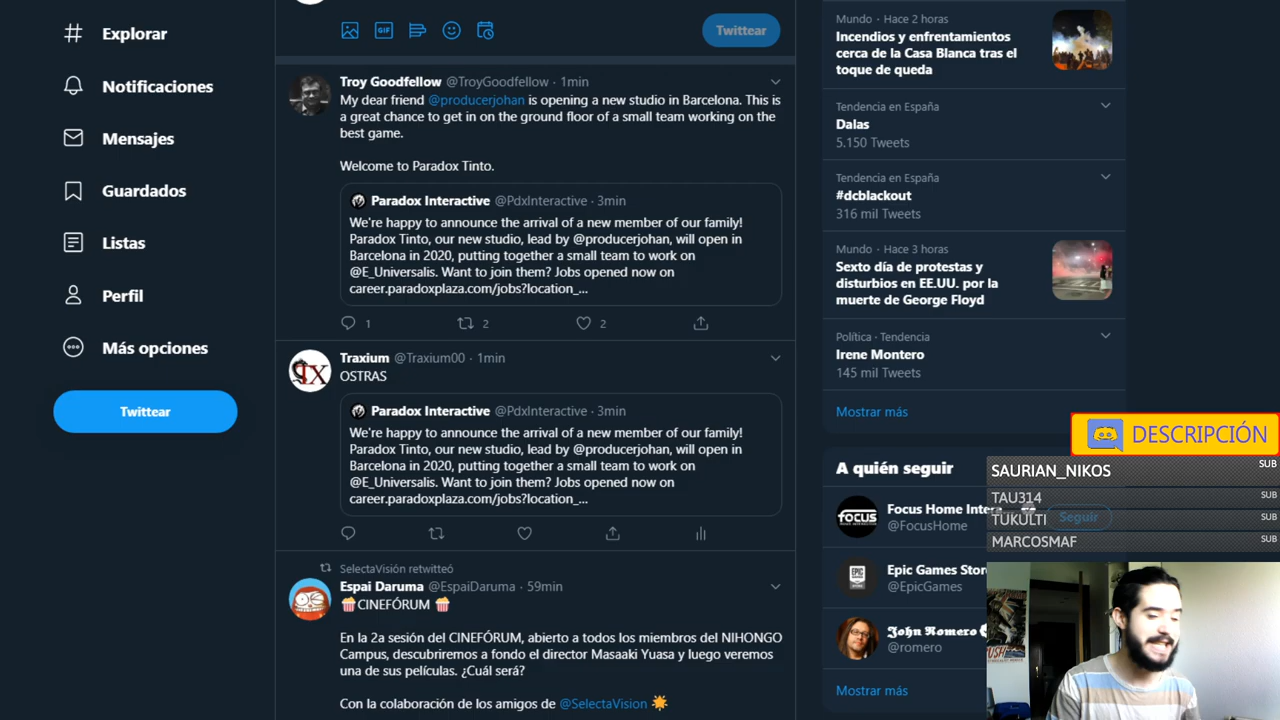 Explorar
Notificaciones
Mensajes
Guardados
Listas
Perfil
Más opciones
Twittear
GIF
Twittear
Troy Goodfellow @TroyGoodfellow · 1min
My dear friend @producerjohan is opening a new studio in Barcelona. This is
a great chance to get in on the ground floor of a small team working on the
best game.
Welcome to Paradox Tinto.
Paradox Interactive @PdxInteractive · 3min
We're happy to announce the arrival of a new member of our family!
Paradox Tinto, our new studio, lead by @producerjohan, will open in
Barcelona in 2020, putting together a small team to work on
@E_Universalis. Want to join them? Jobs opened now on
career.paradoxplaza.com/jobs?location_...
1
2
2
Traxium @Traxium00 · 1min
OSTRAS
Paradox Interactive @PdxInteractive · 3min
We're happy to announce the arrival of a new member of our family!
Paradox Tinto, our new studio, lead by @producerjohan, will open in
Barcelona in 2020, putting together a small team to work on
@E_Universalis. Want to join them? Jobs opened now on
career.paradoxplaza.com/jobs?location_...
SelectaVisión retwitteó
Espai Daruma @EspaiDaruma · 59min
CINEFÓRUM
En la 2a sesión del CINEFÓRUM, abierto a todos los miembros del NIHONGO
Campus, descubriremos a fondo el director Masaaki Yuasa y luego veremos
una de sus películas. ¿Cuál será?
Con la colaboración de los amigos de @SelectaVision
Mundo · Hace 2 horas
Incendios y enfrentamientos
cerca de la Casa Blanca tras el
toque de queda
Tendencia en España
Dalas
5.150 Tweets
Tendencia en España
#dcblackout
316 mil Tweets
Mundo · Hace 3 horas
Sexto día de protestas y
disturbios en EE.UU. por la
muerte de George Floyd
Política · Tendencia
Irene Montero
145 mil Tweets
Mostrar más
A quién seguir
FOCUS
Focus Home Inte
@FocusHome
Seguir
EPIC GAMES
Epic Games Store
@EpicGames
John Romero
@romero
Mostrar más
DESCRIPCIÓN
SAURIAN_NIKOS SUB
TAU314 SUB
TUKULTI SUB
MARCOSMAF SUB